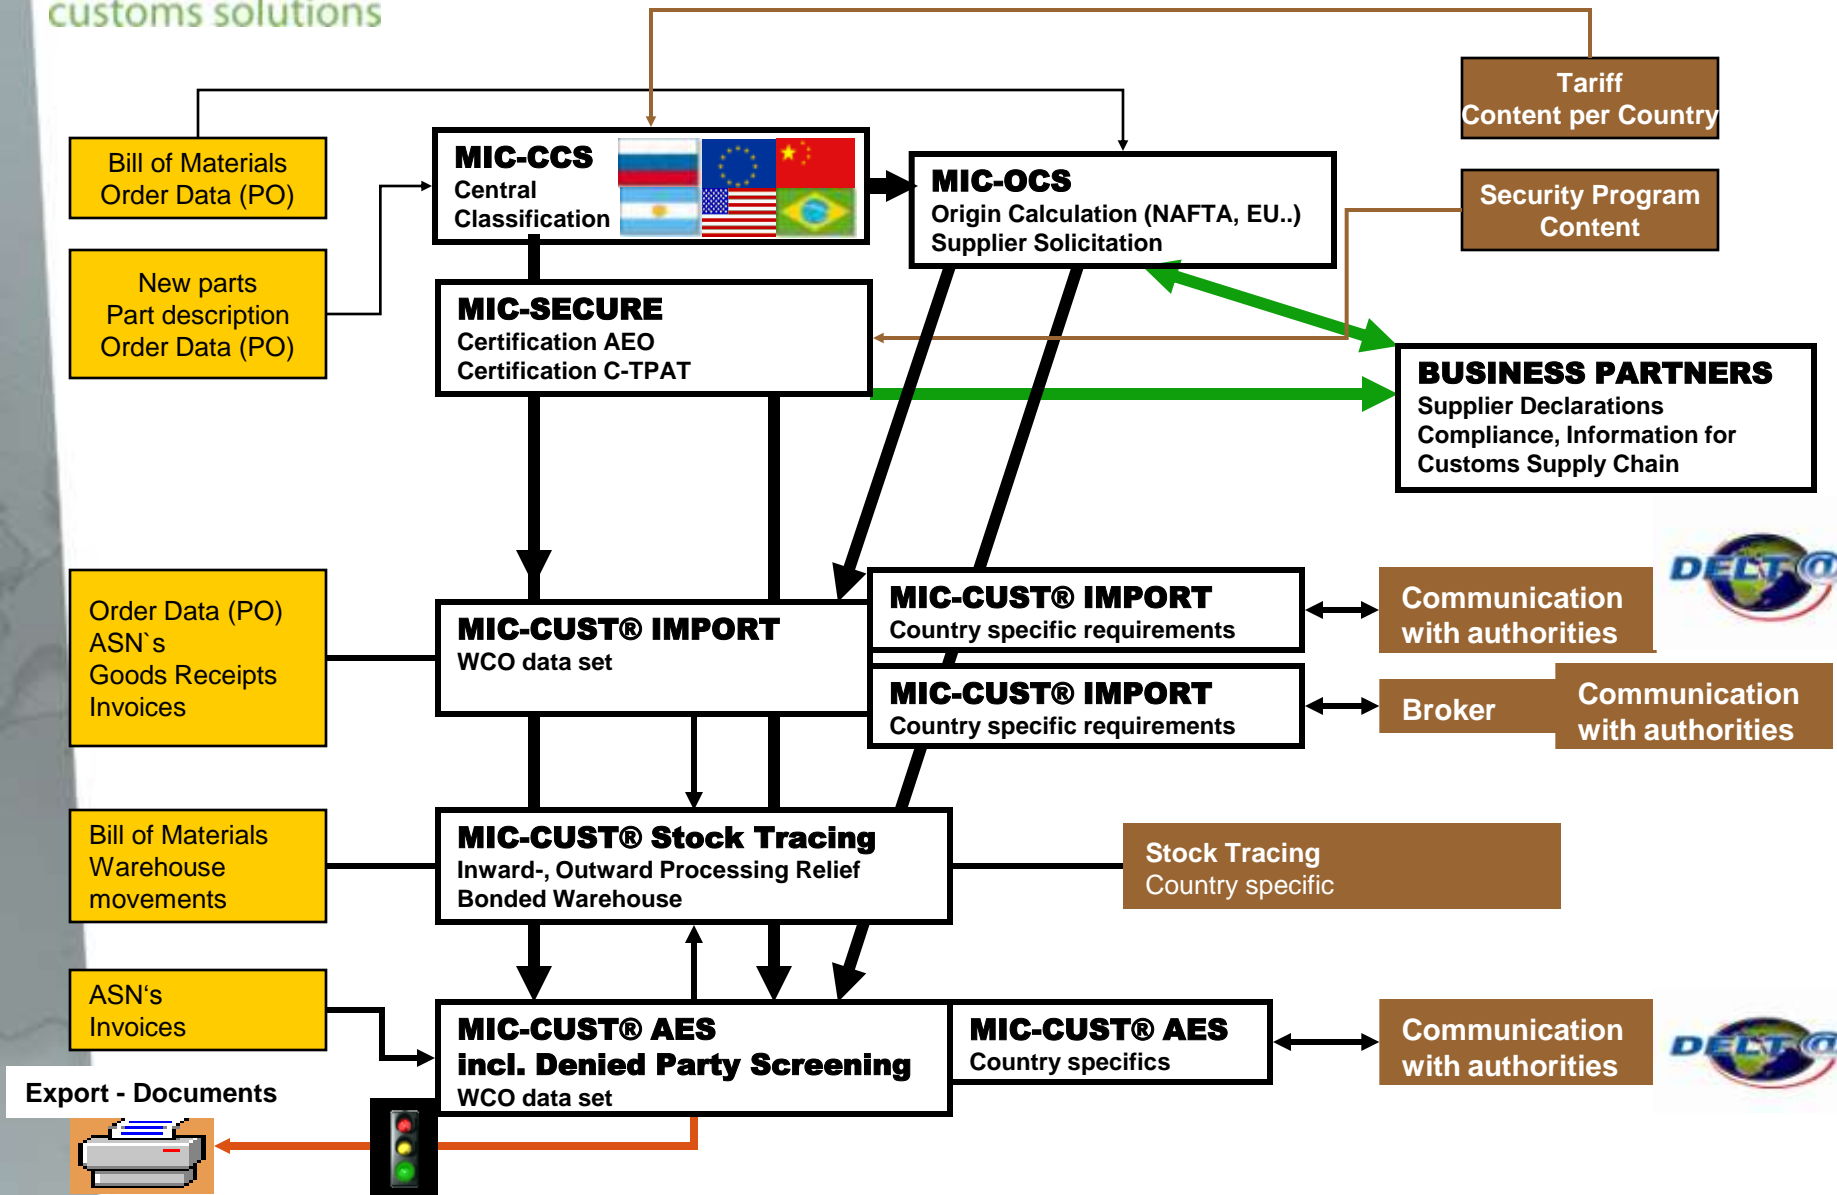 customs solutions
Tariff
Content per Country
Bill of Materials
Order Data (PO)
MIC-CCS
Central
Classification
MIC-OCS
Origin Calculation (NAFTA, EU..)
Supplier Solicitation
Security Program
Content
New parts
Part description
Order Data (PO)
MIC-SECURE
Certification AEO
Certification C-TPAT
BUSINESS PARTNERS
Supplier Declarations
Compliance, Information for
Customs Supply Chain
Order Data (PO)
ASN`s
Goods Receipts
Invoices
MIC-CUST® IMPORT
WCO data set
MIC-CUST® IMPORT
Country specific requirements
Communication
with authorities
DELT@
MIC-CUST® IMPORT
Country specific requirements
Broker
Communication
with authorities
Bill of Materials
Warehouse
movements
MIC-CUST® Stock Tracing
Inward-, Outward Processing Relief
Bonded Warehouse
Stock Tracing
Country specific
ASN‘s
Invoices
MIC-CUST® AES
incl. Denied Party Screening
WCO data set
MIC-CUST® AES
Country specifics
Communication
with authorities
DELT@
Export - Documents